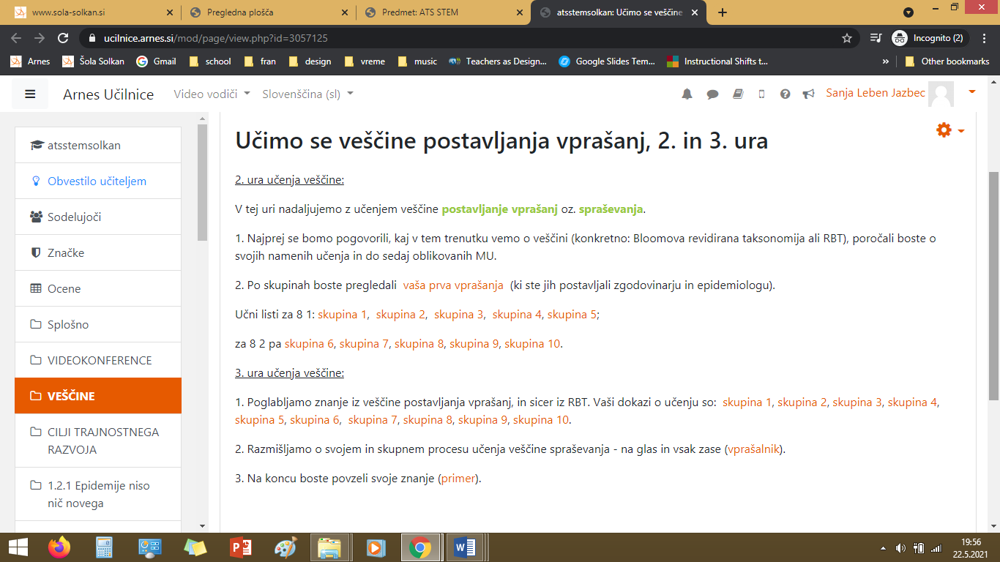 www.sola-solkan.si
Pregledna plošča
Predmet: ATS STEM
atsstemsolkan: Učimo se veščine
ucilnice.arnes.si/mod/page/view.php?id=3057125
Incognito (2)
Arnes
Šola Solkan
Gmail
school
fran
design
vreme
music
Teachers as Design...
Google Slides Tem...
Instructional Shifts t...
»
Other bookmarks
Arnes Učilnice
Video vodiči
Slovenščina (sl)
Sanja Leben Jazbec
atsstemsolkan
Obvestilo učiteljem
Sodelujoči
Značke
Ocene
Splošno
VIDEOKONFERENCE
VEŠČINE
CILJI TRAJNOSTNEGA
RAZVOJA
1.2.1 Epidemije niso
nič novega
Učimo se veščine postavljanja vprašanj, 2. in 3. ura
2. ura učenja veščine:
V tej uri nadaljujemo z učenjem veščine postavljanje vprašanj oz. spraševanja.
1. Najprej se bomo pogovorili, kaj v tem trenutku vemo o veščini (konkretno: Bloomova revidirana taksonomija ali RBT), poročali boste o
svojih namenih učenja in do sedaj oblikovanih MU.
2. Po skupinah boste pregledali vaša prva vprašanja (ki ste jih postavljali zgodovinarju in epidemiologu).
Učni listi za 8 1: skupina 1, skupina 2, skupina 3, skupina 4, skupina 5;
za 8 2 pa skupina 6, skupina 7, skupina 8, skupina 9, skupina 10.
3. ura učenja veščine:
1. Poglabljamo znanje iz veščine postavljanja vprašanj, in sicer iz RBT. Vaši dokazi o učenju so: skupina 1, skupina 2, skupina 3, skupina 4,
skupina 5, skupina 6, skupina 7, skupina 8, skupina 9, skupina 10.
2. Razmišljamo o svojem in skupnem procesu učenja veščine spraševanja - na glas in vsak zase (vprašalnik).
3. Na koncu boste povzeli svoje znanje (primer).
19:56
22.5.2021